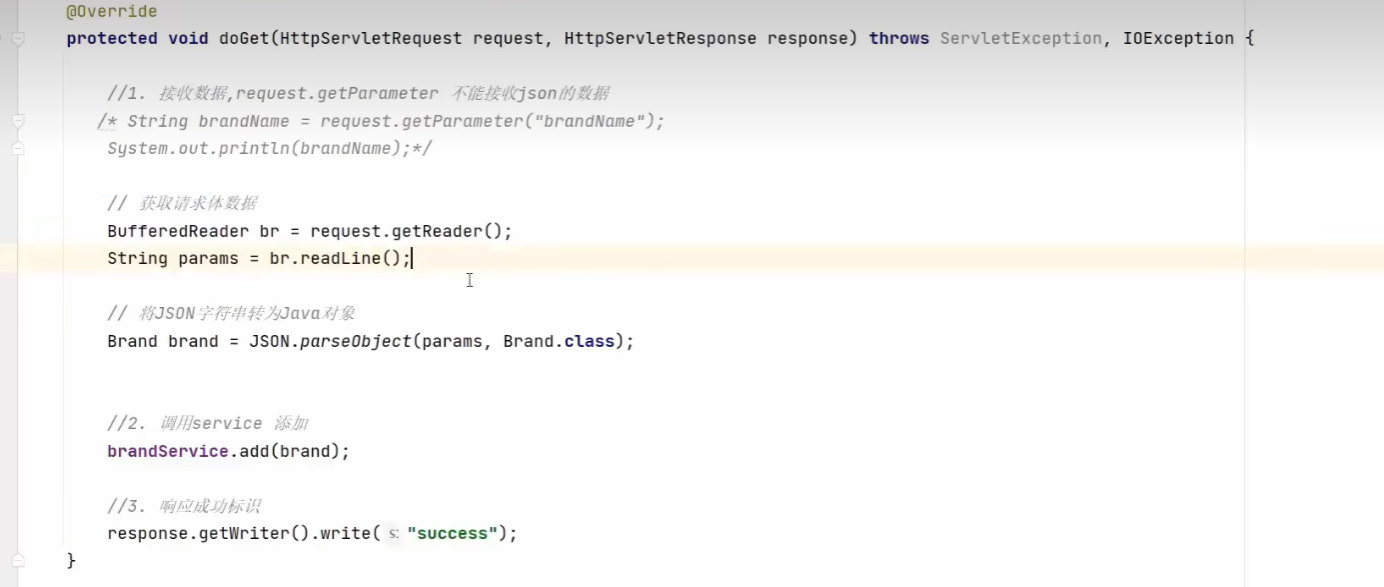 @Override
protected void doGet(HttpServletRequest request, HttpServletResponse response) throws ServletException, IOException {
//1. 接收数据,request.getParameter 不能接收json的数据
/* String brandName = request.getParameter("brandName");
System.out.println(brandName);*/
// 获取请求体数据
BufferedReader br = request.getReader();
String params = br.readLine();
// 将JSON字符串转为Java对象
Brand brand = JSON.parseObject(params, Brand.class);
//2. 调用service 添加
brandService.add(brand);
//3. 响应成功标识
response.getWriter().write( s: "success");
}